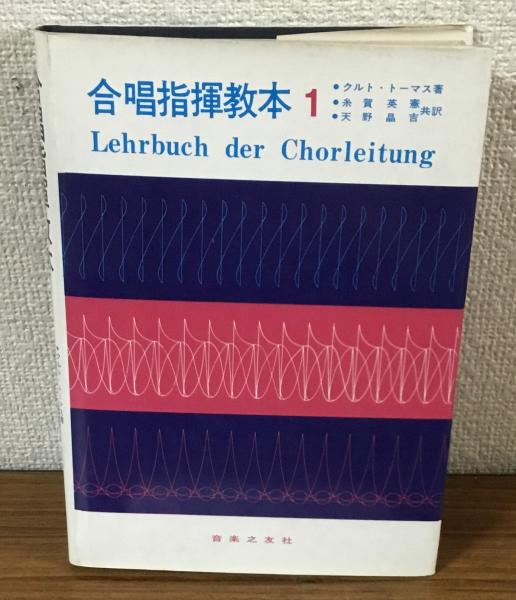 合唱指揮教本 1
● クルト・トーマス著
● 糸賀英憲
● 天野晶吉 共訳
Lehrbuch der Chorleitung
音楽之友社